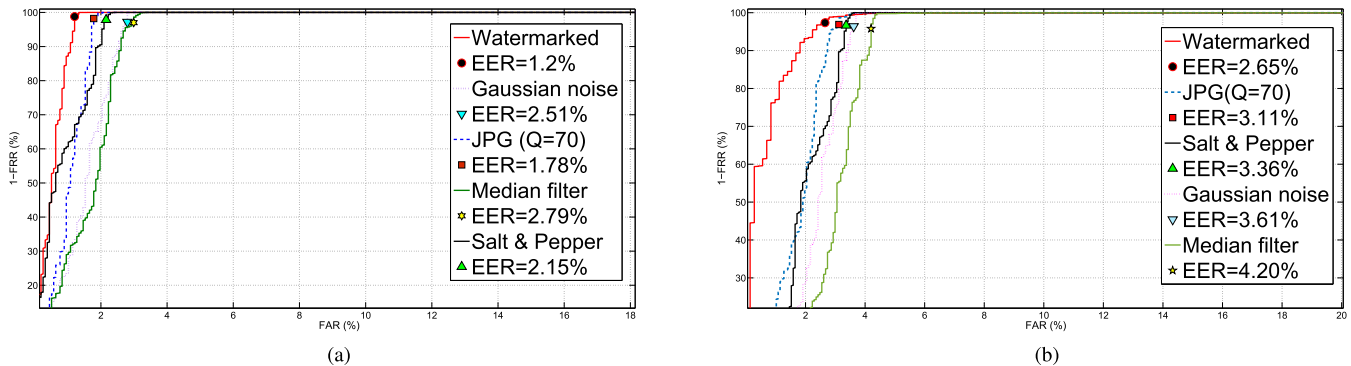 1−FRR (%)
100
90
80
70
60
50
40
30
20
2
4
6
8
10
12
14
16
18
FAR (%)
Watermarked
EER=1.2%
Gaussian noise
EER=2.51%
JPG (Q=70)
EER=1.78%
Median filter
EER=2.79%
Salt & Pepper
EER=2.15%
(a)
1−FRR (%)
100
90
80
70
60
50
40
30
2
4
6
8
10
12
14
16
18
20
FAR (%)
Watermarked
EER=2.65%
JPG(Q=70)
EER=3.11%
Salt & Pepper
EER=3.36%
Gaussian noise
EER=3.61%
Median filter
EER=4.20%
(b)